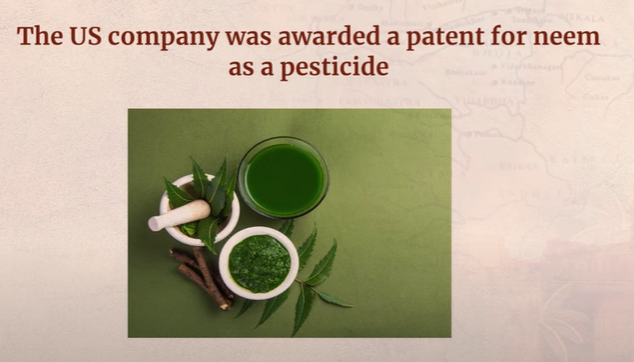 The US company was awarded a patent for neem
as a pesticide